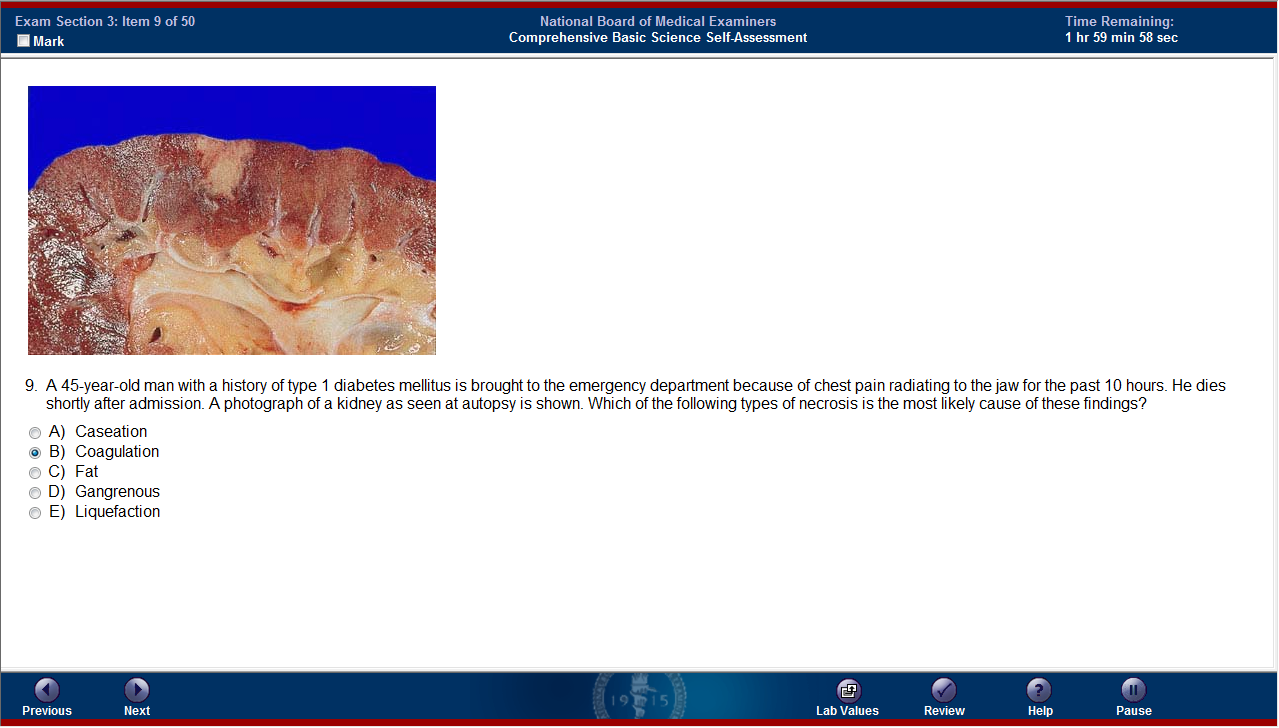 Exam Section 3: Item 9 of 50
National Board of Medical Examiners
Time Remaining:
Mark
Comprehensive Basic Science Self-Assessment
1 hr 59 min 58 sec
9. A 45-year-old man with a history of type 1 diabetes mellitus is brought to the emergency department because of chest pain radiating to the jaw for the past 10 hours. He dies
shortly after admission. A photograph of a kidney as seen at autopsy is shown. Which of the following types of necrosis is the most likely cause of these findings?
A) Caseation
B) Coagulation
C) Fat
D) Gangrenous
E) Liquefaction
1915
Previous
Next
Lab Values
Review
Help
Pause